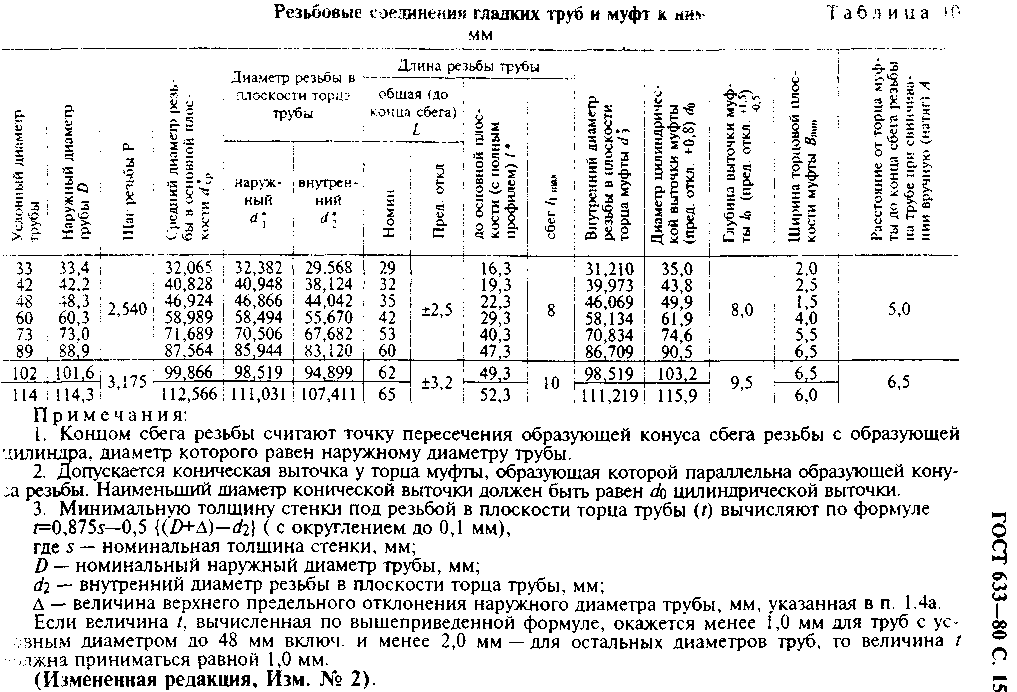 Резьбовые соединения гладких труб и муфт к ним
Таблица 10
мм
Условный диаметр трубы
Наружный диаметр трубы D
Шаг резьбы P
Средний диаметр резьбы в основной плоскости dср
Диаметр резьбы в плоскости торца трубы
наружный d*1
внутренний d*2
Длина резьбы трубы
общая (до конца сбега) L
Номин
Пред. откл
до основной плоскости (с полным профилем) l*
сбег l1 max
Внутренний диаметр резьбы в плоскости торца муфты d*3
Диаметр цилиндрической выточки муфты (пред. откл. +0,8) d0
Глубина выточки муфты l0 (пред. откл. +1,5 -0,5)
Ширина торцовой плоскости муфты Bmin
Расстояние от торца муфты до конца сбега резьбы на трубе при свинчивании вручную (натяг) A
33 33,4 32,065 32,382 29.568 29 16,3 31,210 35,0 2,0
42 42,2 40,828 40,948 38,124 32 19,3 39,973 43,8 2,5
48 48,3 46,924 46,866 44,042 35 22,3 46,069 49,9 1,5
2,540 ±2,5 8 8,0 5,0
60 60,3 58,989 58,494 55,670 42 29,3 58,134 61,9 4,0
73 73,0 71,689 70,506 67,682 53 40,3 70,834 74,6 5,5
89 88,9 87,564 85,944 83,120 60 47,3 86,709 90,5 6,5
102 101,6 99,866 98,519 94,899 62 49,3 98,519 103,2 6,5
3,175 ±3,2 10 9,5 6,5
114 114,3 112,566 111,031 107,411 65 52,3 111,219 115,9 6,0
Примечания:
1. Концом сбега резьбы считают точку пересечения образующей конуса сбега резьбы с образующей
цилиндра, диаметр которого равен наружному диаметру трубы.
2. Допускается коническая выточка у торца муфты, образующая которой параллельна образующей кону-
са резьбы. Наименьший диаметр конической выточки должен быть равен d0 цилиндрической выточки.
3. Минимальную толщину стенки под резьбой в плоскости торца трубы (t) вычисляют по формуле
t=0,875s—0,5 {(D+Δ)—d2} ( с округлением до 0,1 мм),
где s — номинальная толщина стенки, мм;
D — номинальный наружный диаметр трубы, мм;
d2 — внутренний диаметр резьбы в плоскости торца трубы, мм;
Δ — величина верхнего предельного отклонения наружного диаметра трубы, мм, указанная в п. 1.4а.
Если величина t, вычисленная по вышеприведенной формуле, окажется менее 1,0 мм для труб с ус-
ловным диаметром до 48 мм включ. и менее 2,0 мм — для остальных диаметров труб, то величина t
должна приниматься равной 1,0 мм.
(Измененная редакция, Изм. № 2).
ГОСТ 633—80 С. 15